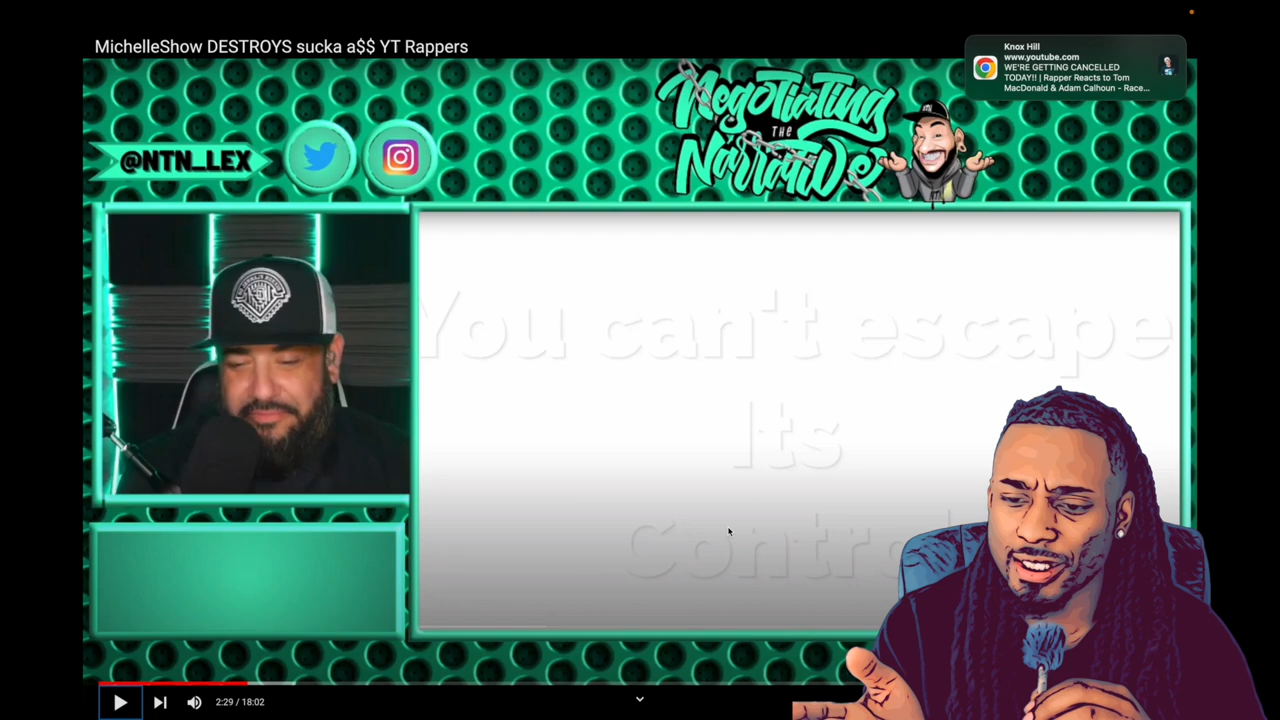 MichelleShow DESTROYS sucka a$$ YT Rappers
Knox Hill
www.youtube.com
WE'RE GETTING CANCELLED
TODAY!! | Rapper Reacts to Tom
MacDonald & Adam Calhoun - Race...
Negotiating
THE
Narrative
@NTN_LEX
You can't escape
Its
2:29 / 18:02